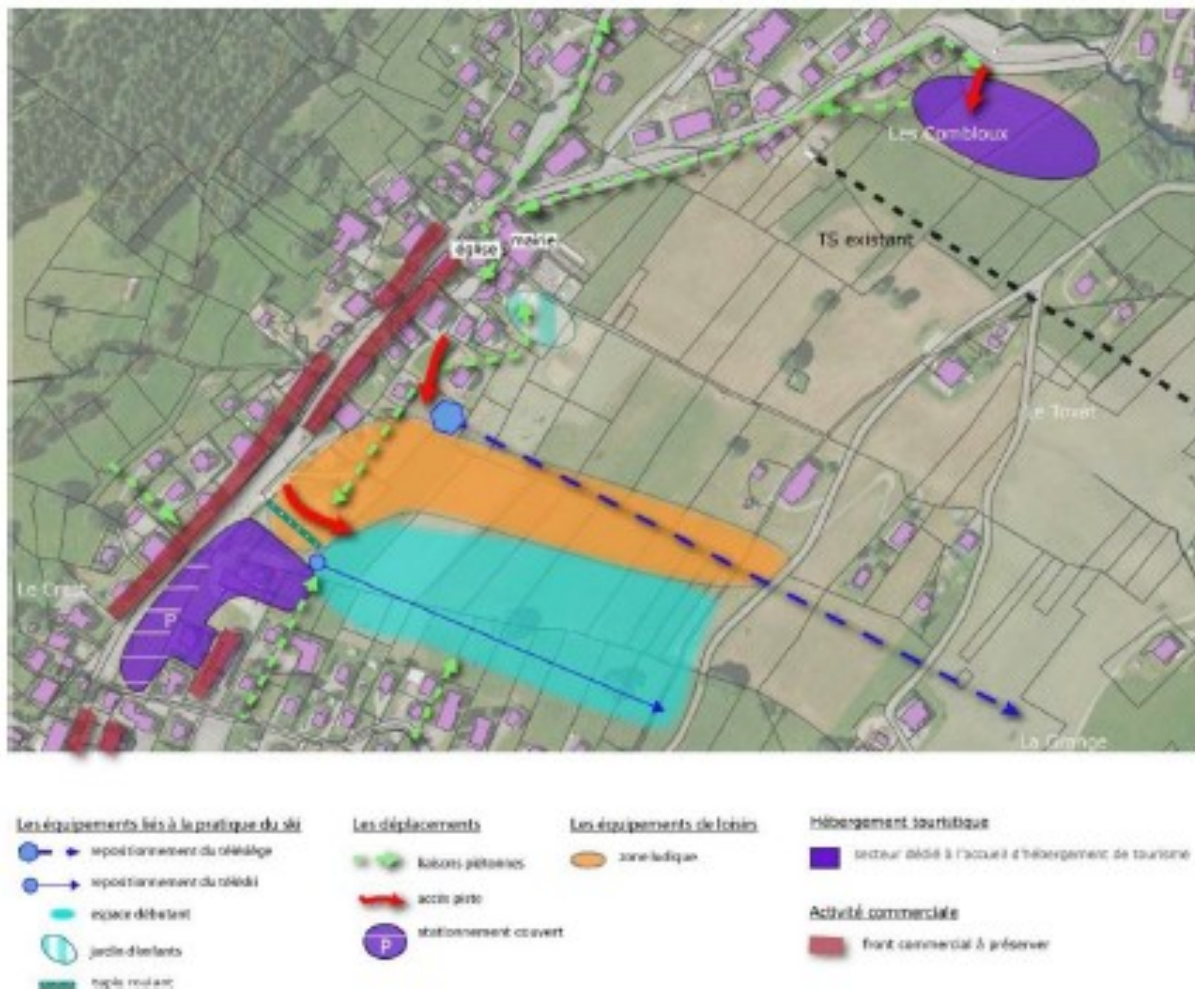 Les Combloux
TS existant
église
mairie
Le Tovat
Le Crest
P
La Grange
Les équipements liés à la pratique du ski
repositionnement du télésiège
repositionnement du téléski
espace débutant
jardin d'enfants
tapis roulant
Les déplacements
liaisons piétonnes
accès piste
P
stationnement couvert
Les équipements de loisirs
zone ludique
Hébergement touristique
secteur dédié à l'accueil d'hébergement de tourisme
Activité commerciale
front commercial à préserver